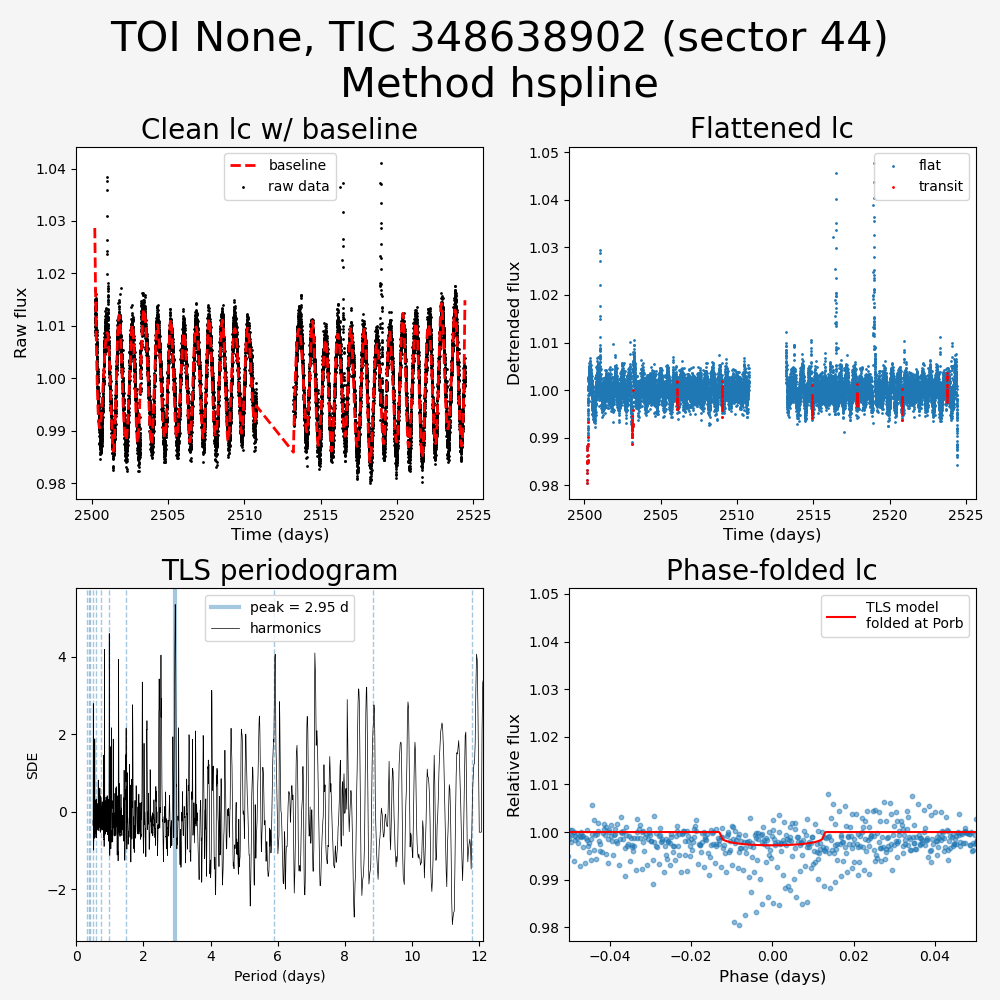 TOI None, TIC 348638902 (sector 44)
Method hspline
Clean lc w/ baseline
baseline
raw data
1.04
1.03
1.02
1.01
1.00
0.99
0.98
Raw flux
2500
2505
2510
2515
2520
2525
Time (days)
Flattened lc
flat
transit
1.05
1.04
1.03
1.02
1.01
1.00
0.99
0.98
Detrended flux
2500
2505
2510
2515
2520
2525
Time (days)
TLS periodogram
peak = 2.95 d
harmonics
4
2
0
−2
SDE
0
2
4
6
8
10
12
Period (days)
Phase-folded lc
TLS model
folded at Porb
1.05
1.04
1.03
1.02
1.01
1.00
0.99
0.98
Relative flux
−0.04
−0.02
0.00
0.02
0.04
Phase (days)